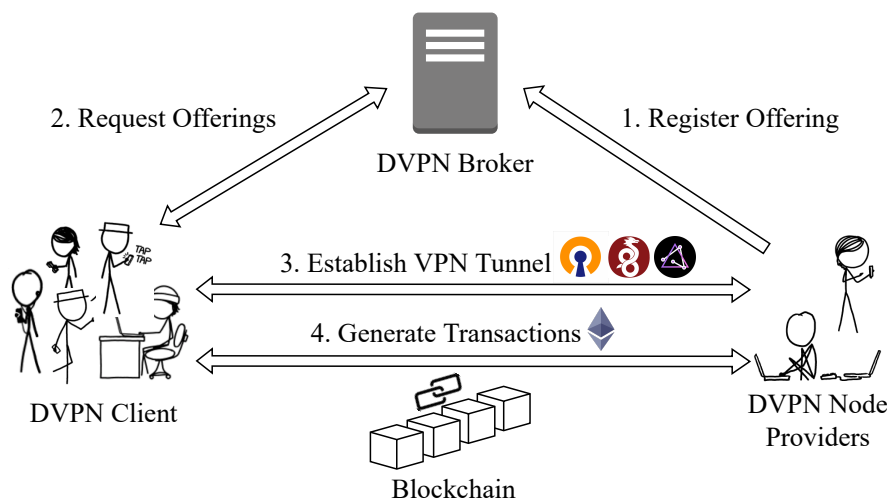 2. Request Offerings
1. Register Offering
DVPN Broker
TAP
TAP
3. Establish VPN Tunnel
4. Generate Transactions
DVPN Client
DVPN Node
Providers
Blockchain